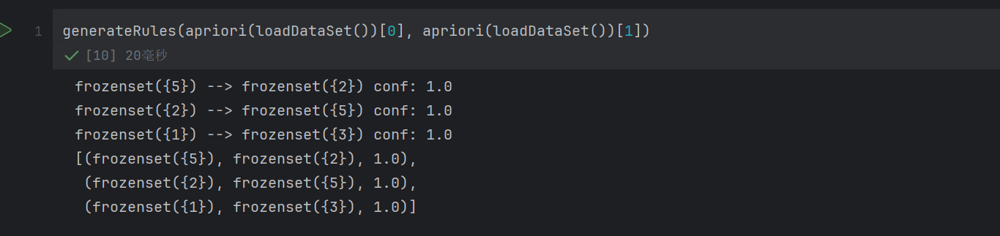 1 generateRules(apriori(loadDataSet())[0], apriori(loadDataSet())[1])
[10] 20毫秒
frozenset({5}) --> frozenset({2}) conf: 1.0
frozenset({2}) --> frozenset({5}) conf: 1.0
frozenset({1}) --> frozenset({3}) conf: 1.0
[(frozenset({5}), frozenset({2}), 1.0),
(frozenset({2}), frozenset({5}), 1.0),
(frozenset({1}), frozenset({3}), 1.0)]